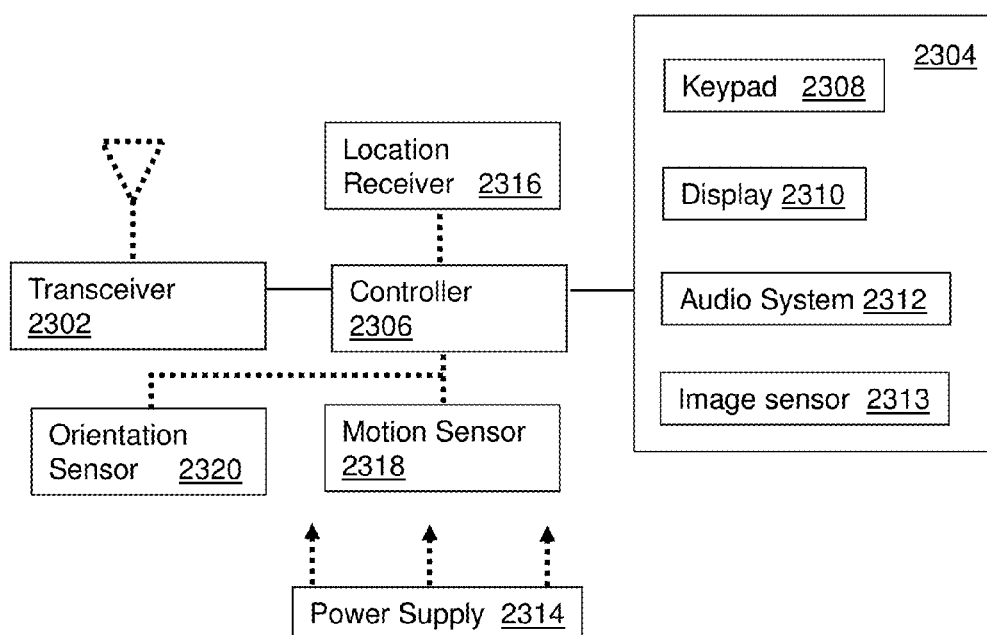 2304
Keypad 2308
Location
Receiver 2316
Display 2310
Transceiver
2302
Controller
2306
Audio System 2312
Image sensor 2313
Orientation
Sensor 2320
Motion Sensor
2318
Power Supply 2314